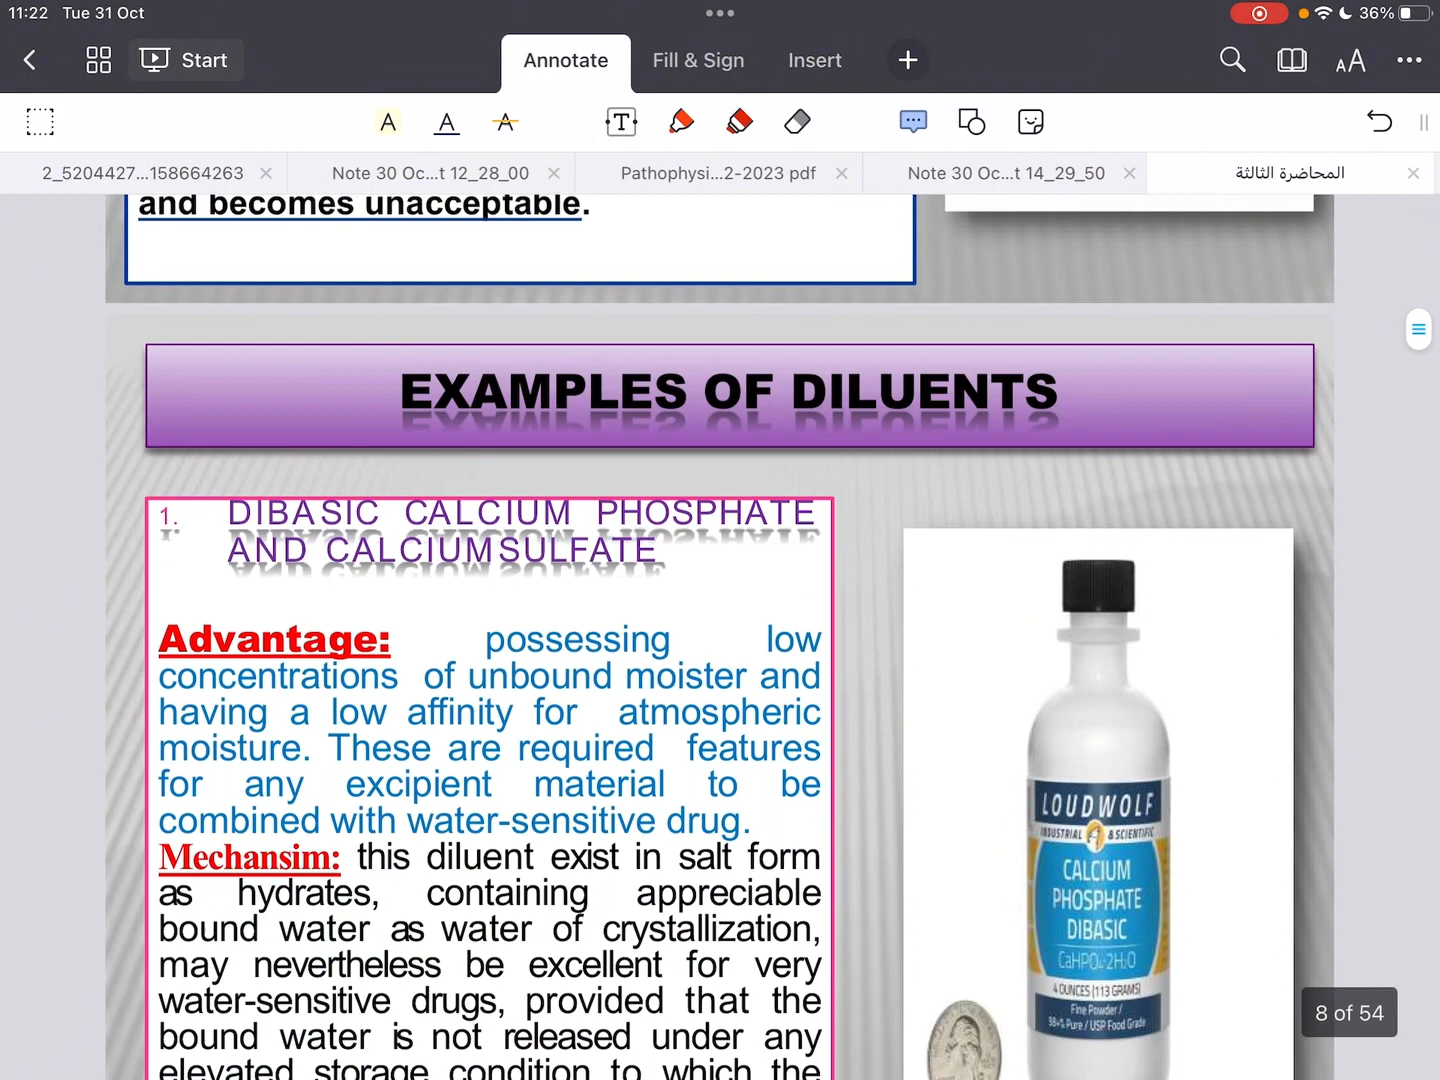 11:22 Tue 31 Oct
36%
Start
Annotate
Fill & Sign
Insert
2_5204427...158664263
Note 30 Oc...t 12_28_00
Pathophysi...2-2023 pdf
Note 30 Oc...t 14_29_50
المحاضرة الثالثة
and becomes unacceptable.
EXAMPLES OF DILUENTS
1. DIBASIC CALCIUM PHOSPHATE
AND CALCIUMSULFATE
Advantage: possessing low
concentrations of unbound moister and
having a low affinity for atmospheric
moisture. These are required features
for any excipient material to be
combined with water-sensitive drug.
Mechansim: this diluent exist in salt form
as hydrates, containing appreciable
bound water as water of crystallization,
may nevertheless be excellent for very
water-sensitive drugs, provided that the
bound water is not released under any
elevated storage condition to which the
LOUDWOLF
INDUSTRIAL & SCIENTIFIC
CALCIUM
PHOSPHATE
DIBASIC
CaHPO₄·2H₂O
4 OUNCES (113 GRAMS)
Fine Powder /
98+% Pure / USP Food Grade
8 of 54